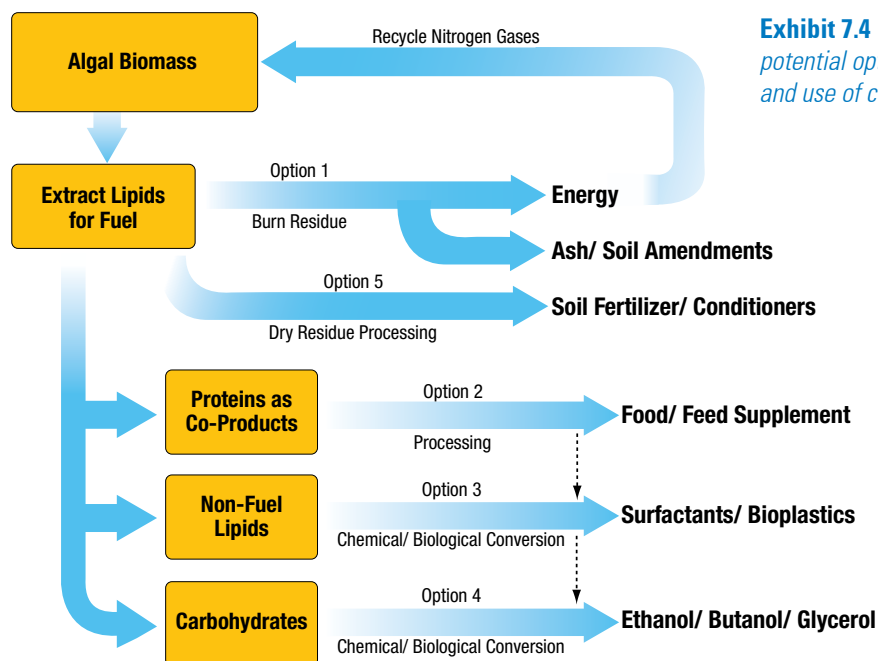 Exhibit 7.4
potential op
and use of c
Recycle Nitrogen Gases
Algal Biomass
Extract Lipids
for Fuel
Option 1
Burn Residue
Energy
Ash/ Soil Amendments
Option 5
Dry Residue Processing
Soil Fertilizer/ Conditioners
Proteins as
Co-Products
Option 2
Processing
Food/ Feed Supplement
Non-Fuel
Lipids
Option 3
Chemical/ Biological Conversion
Surfactants/ Bioplastics
Carbohydrates
Option 4
Chemical/ Biological Conversion
Ethanol/ Butanol/ Glycerol